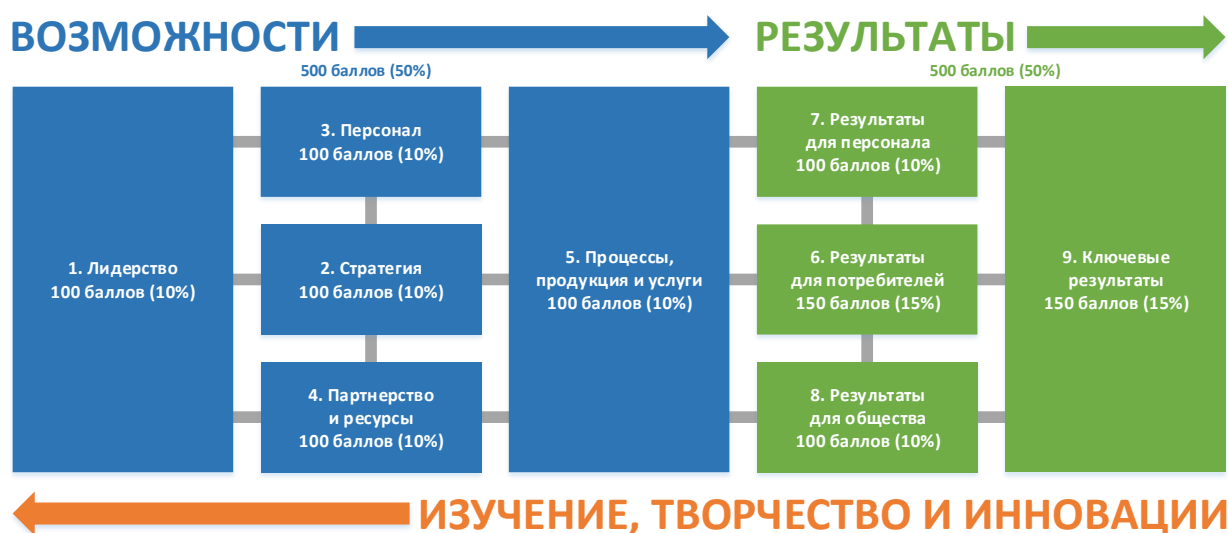 ВОЗМОЖНОСТИ
500 баллов (50%)
РЕЗУЛЬТАТЫ
500 баллов (50%)
1. Лидерство
100 баллов (10%)
3. Персонал
100 баллов (10%)
2. Стратегия
100 баллов (10%)
4. Партнерство
и ресурсы
100 баллов (10%)
5. Процессы,
продукция и услуги
100 баллов (10%)
7. Результаты
для персонала
100 баллов (10%)
6. Результаты
для потребителей
150 баллов (15%)
8. Результаты
для общества
100 баллов (10%)
9. Ключевые
результаты
150 баллов (15%)
ИЗУЧЕНИЕ, ТВОРЧЕСТВО И ИННОВАЦИИ